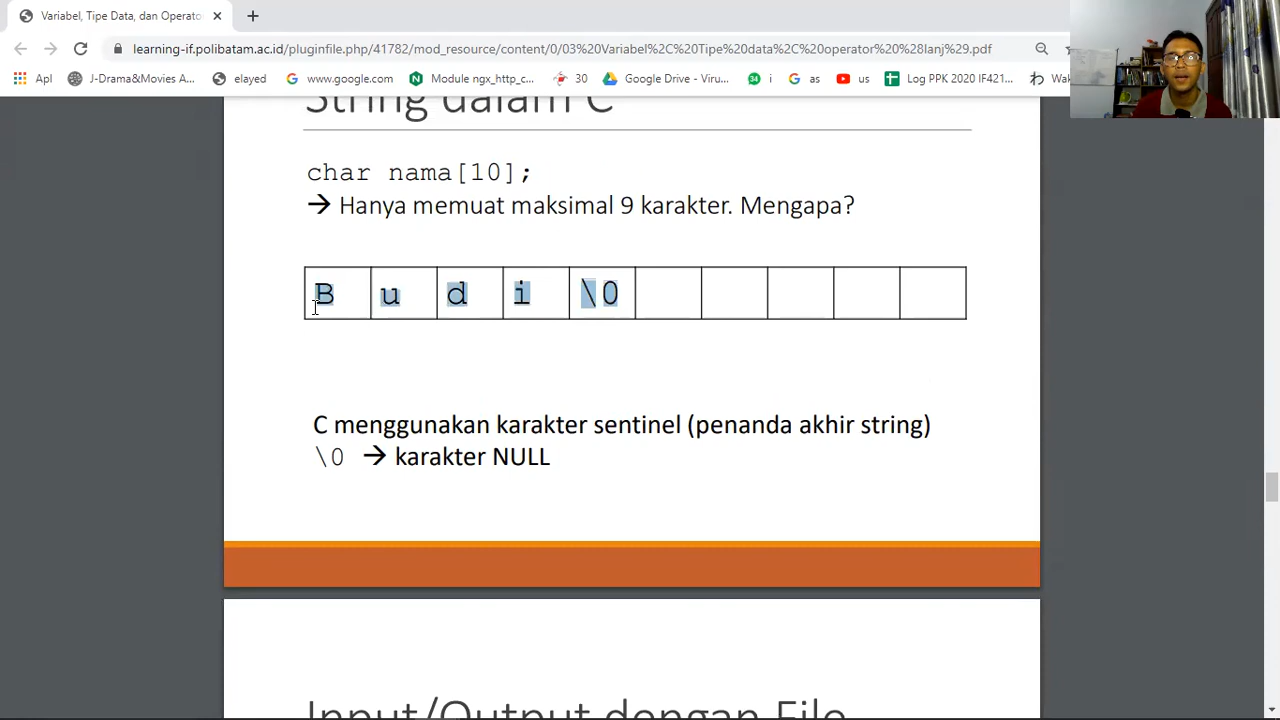 Variabel, Tipe Data, dan Operato
learning-if.polibatam.ac.id/pluginfile.php/41782/mod_resource/content/0/03%20Variabel%2C%20Tipe%20data%2C%20operator%20%28lanj%29.pdf
Apl J-Drama&Movies A... elayed www.google.com Module ngx_http_c... 30 Google Drive - Viru... 34 i as us Log PPK 2020 IF421... Wak
String dalam C
char nama[10];
→ Hanya memuat maksimal 9 karakter. Mengapa?
B u d i \0
C menggunakan karakter sentinel (penanda akhir string)
\0 → karakter NULL
Input/Output dengan File